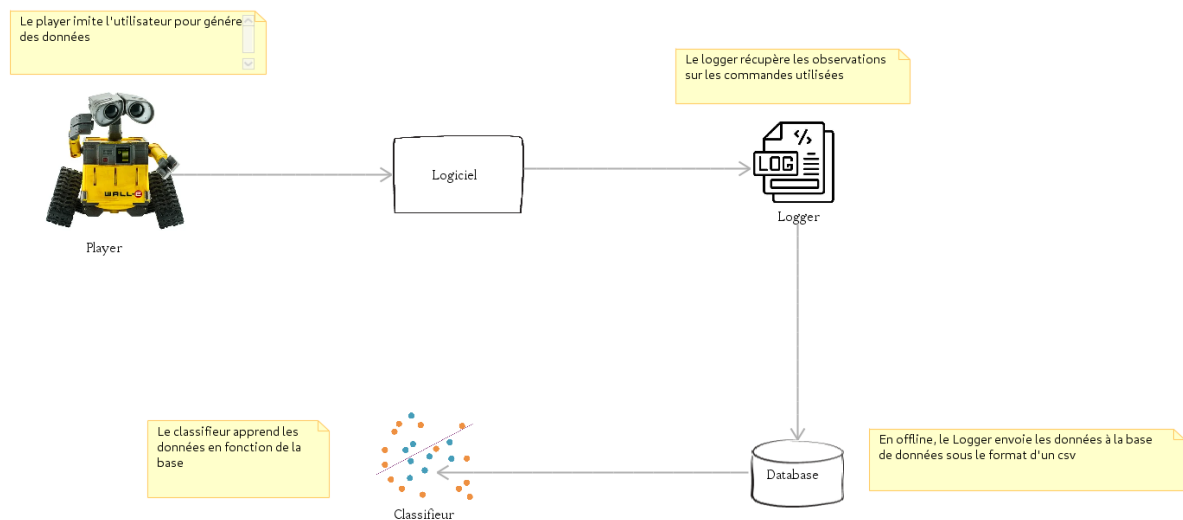 Le player imite l'utilisateur pour génére
des données
Le logger récupère les observations
sur les commandes utilisées
WALL-E
LOG
Logiciel
Player
Logger
Le classifieur apprend les
données en fonction de la
base
En offline, le Logger envoie les données à la base
de données sous le format d'un csv
Database
Classifieur